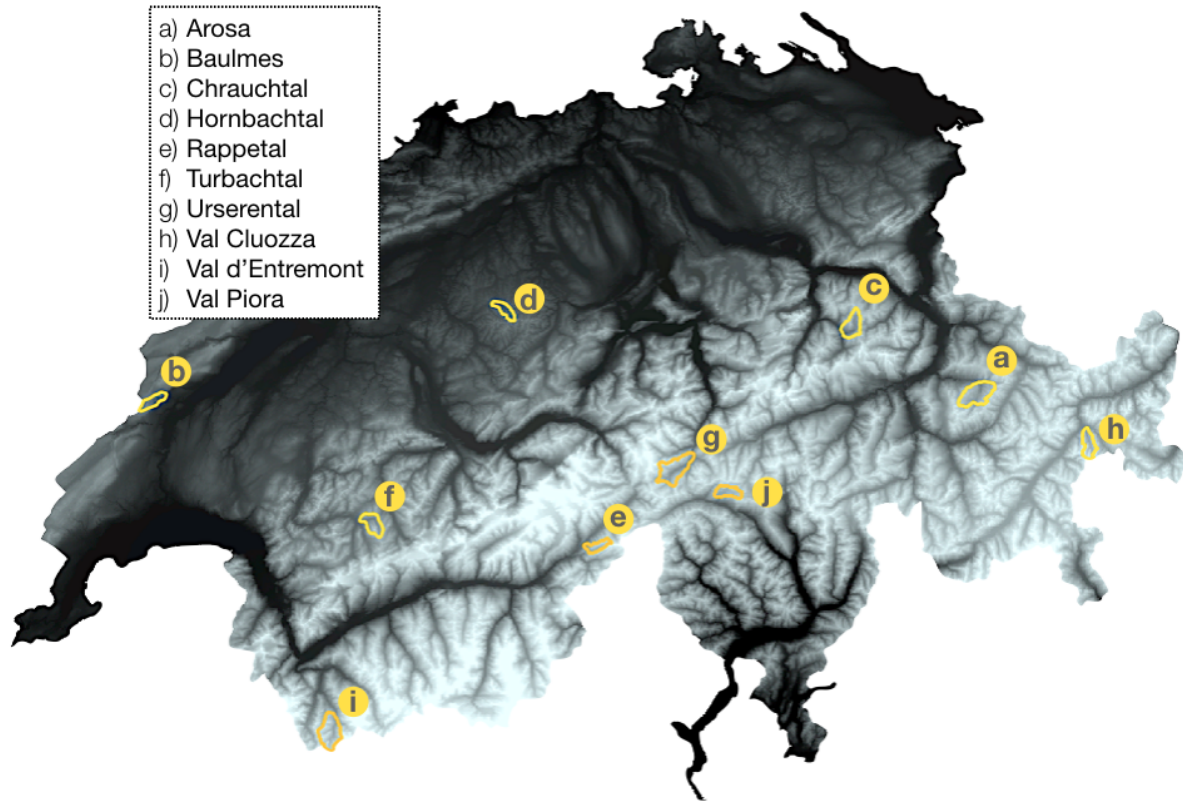 a) Arosa
b) Baulmes
c) Chrauchtal
d) Hornbachtal
e) Rappetal
f) Turbachtal
g) Urserental
h) Val Cluozza
i) Val d’Entremont
j) Val Piora
d
c
b
a
h
g
j
f
e
i